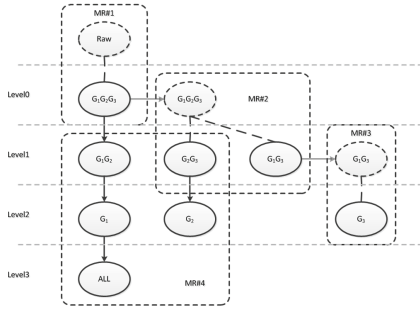 MR#1
Raw
Level0
G₁G₂G₃
G₁G₂G₃
MR#2
MR#3
Level1
G₁G₂
G₂G₃
G₁G₃
G₁G₃
Level2
G₁
G₂
G₃
Level3
ALL
MR#4